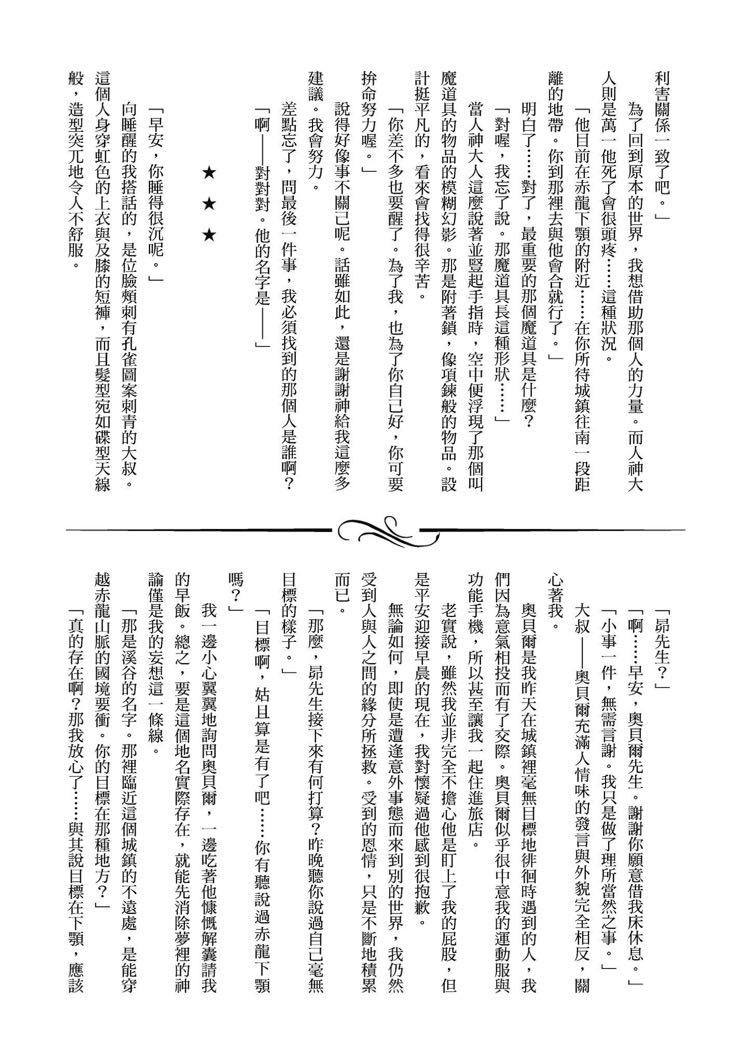 利害關係一致了吧。」
為了回到原本的世界，我想借助那個人的力量。而人神大
人則是萬一他死了會很頭疼……這種狀況。
「他目前在赤龍下顎的附近……在你所待城鎮往南一段距
離的地帶。你到那裡去與他會合就行了。」
明白了……對了，最重要的那個魔道具是什麼？
「對喔，我忘了說。那魔道具長這種形狀……」
當人神大人這麼說著並豎起手指時，空中便浮現了那個叫
魔道具的物品的模糊幻影。那是附著鎖，像項鍊般的物品。設
計挺平凡的，看來會找得很辛苦。
「你差不多也要醒了。為了我，也為了你自己好，你可要
拚命努力喔。」
說得好像事不關己呢。話雖如此，還是謝謝神給我這麼多
建議。我會努力。
差點忘了，問最後一件事，我必須找到的那個人是誰啊？
「啊——對對對。他的名字是——」
★ ★ ★
「早安，你睡得很沉呢。」
向睡醒的我搭話的，是位臉頰刺有孔雀圖案刺青的大叔。
這個人身穿虹色的上衣與及膝的短褲，而且髮型宛如碟型天線
般，造型突兀地令人不舒服。
「昴先生？」
「啊……早安，奧貝爾先生。謝謝你願意借我床休息。」
「小事一件，無需言謝。我只是做了理所當然之事。」
大叔——奧貝爾充滿人情味的發言與外貌完全相反，關
心著我。
奧貝爾是我昨天在城鎮裡毫無目標地徘徊時遇到的人，我
們因為意氣相投而有了交際。奧貝爾似乎很中意我的運動服與
功能手機，所以甚至讓我一起住進旅店。
老實說，雖然我並非完全不擔心他是盯上了我的屁股，但
是平安迎接早晨的現在，我對懷疑過他感到很抱歉。
無論如何，即使是遭逢意外事態而來到別的世界，我仍然
受到人與人之間的緣分所拯救。受到的恩情，只是不斷地積累
而已。
「那麼，昴先生接下來有何打算？昨晚聽你說過自己毫無
目標的樣子。」
「目標啊，姑且算是有了吧……你有聽說過赤龍下顎
嗎？」
我一邊小心翼翼地詢問奧貝爾，一邊吃著他慷慨解囊請我
的早飯。總之，要是這個地名實際存在，就能先消除夢裡的神
諭僅是我的妄想這一條線。
「那是溪谷的名字。那裡臨近這個城鎮的不遠處，是能穿
越赤龍山脈的國境要衝。你的目標在那種地方？」
「真的存在啊？那我放心了……與其說目標在下顎，應該